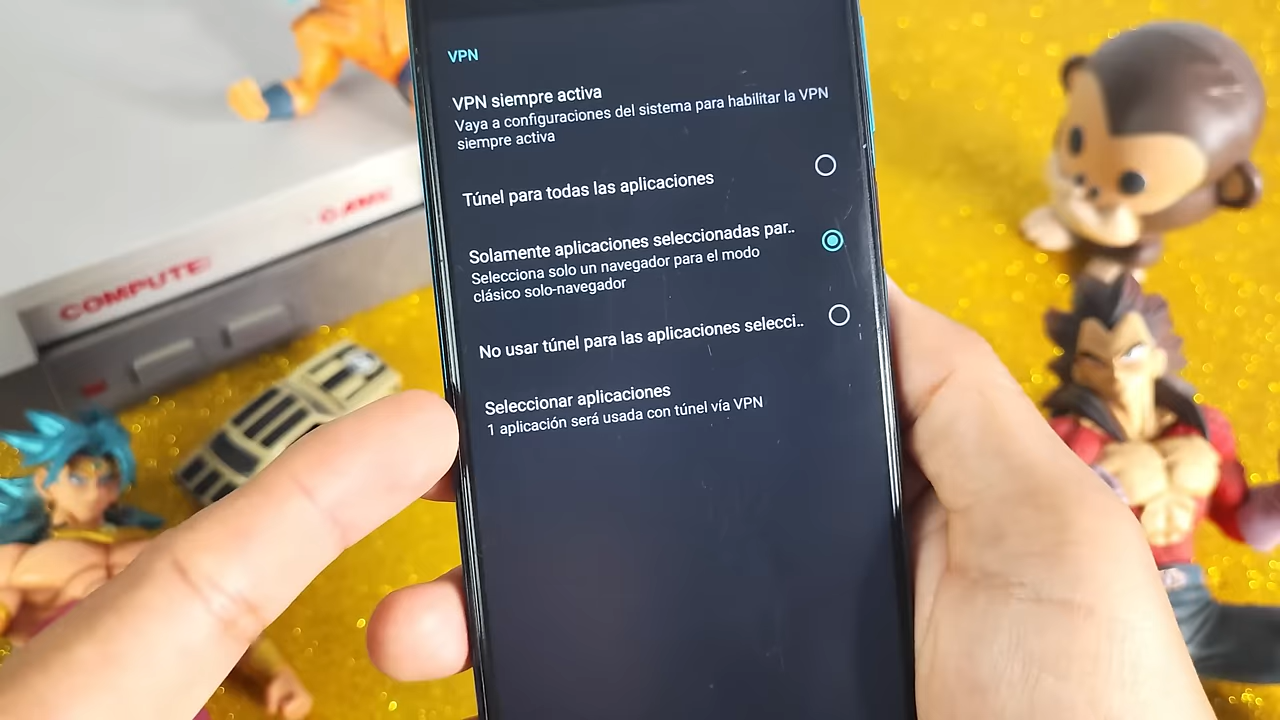 VPN
VPN siempre activa
Vaya a configuraciones del sistema para habilitar la VPN
siempre activa
Túnel para todas las aplicaciones
Solamente aplicaciones seleccionadas par..
Selecciona solo un navegador para el modo
clásico solo-navegador
No usar túnel para las aplicaciones selecci..
Seleccionar aplicaciones
1 aplicación será usada con túnel vía VPN
COMPUTE
GAME